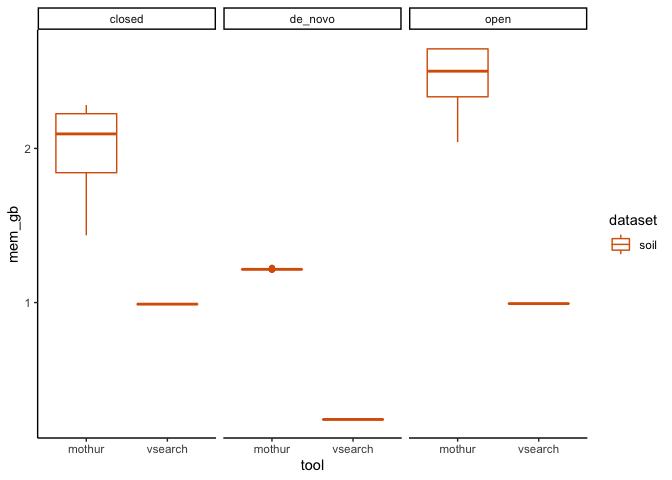 closed de_novo open
mem_gb
2
1
dataset
soil
mothur vsearch mothur vsearch mothur vsearch
tool